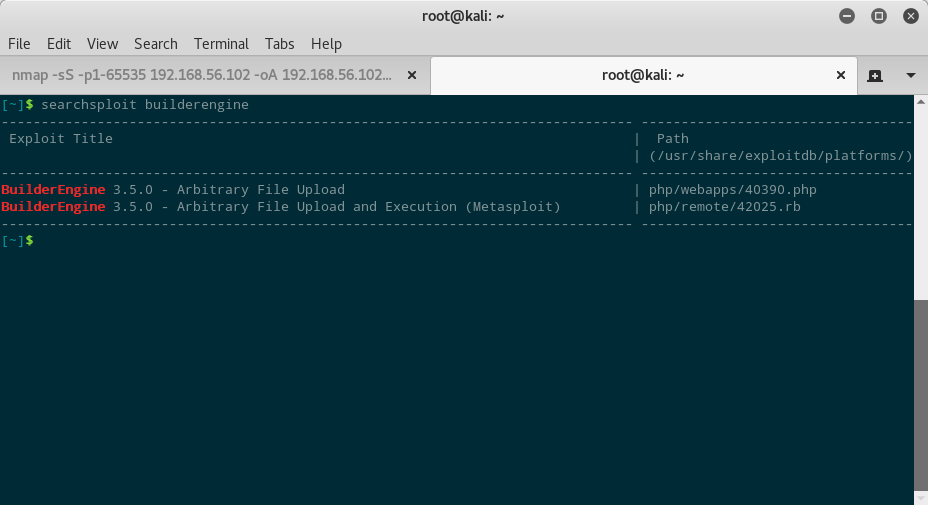 root@kali: ~
File Edit View Search Terminal Tabs Help
nmap -sS -p1-65535 192.168.56.102 -oA 192.168.56.102...
root@kali: ~
[~]$ searchsploit builderengine
Exploit Title | Path
| (/usr/share/exploitdb/platforms/)
BuilderEngine 3.5.0 - Arbitrary File Upload | php/webapps/40390.php
BuilderEngine 3.5.0 - Arbitrary File Upload and Execution (Metasploit) | php/remote/42025.rb
[~]$